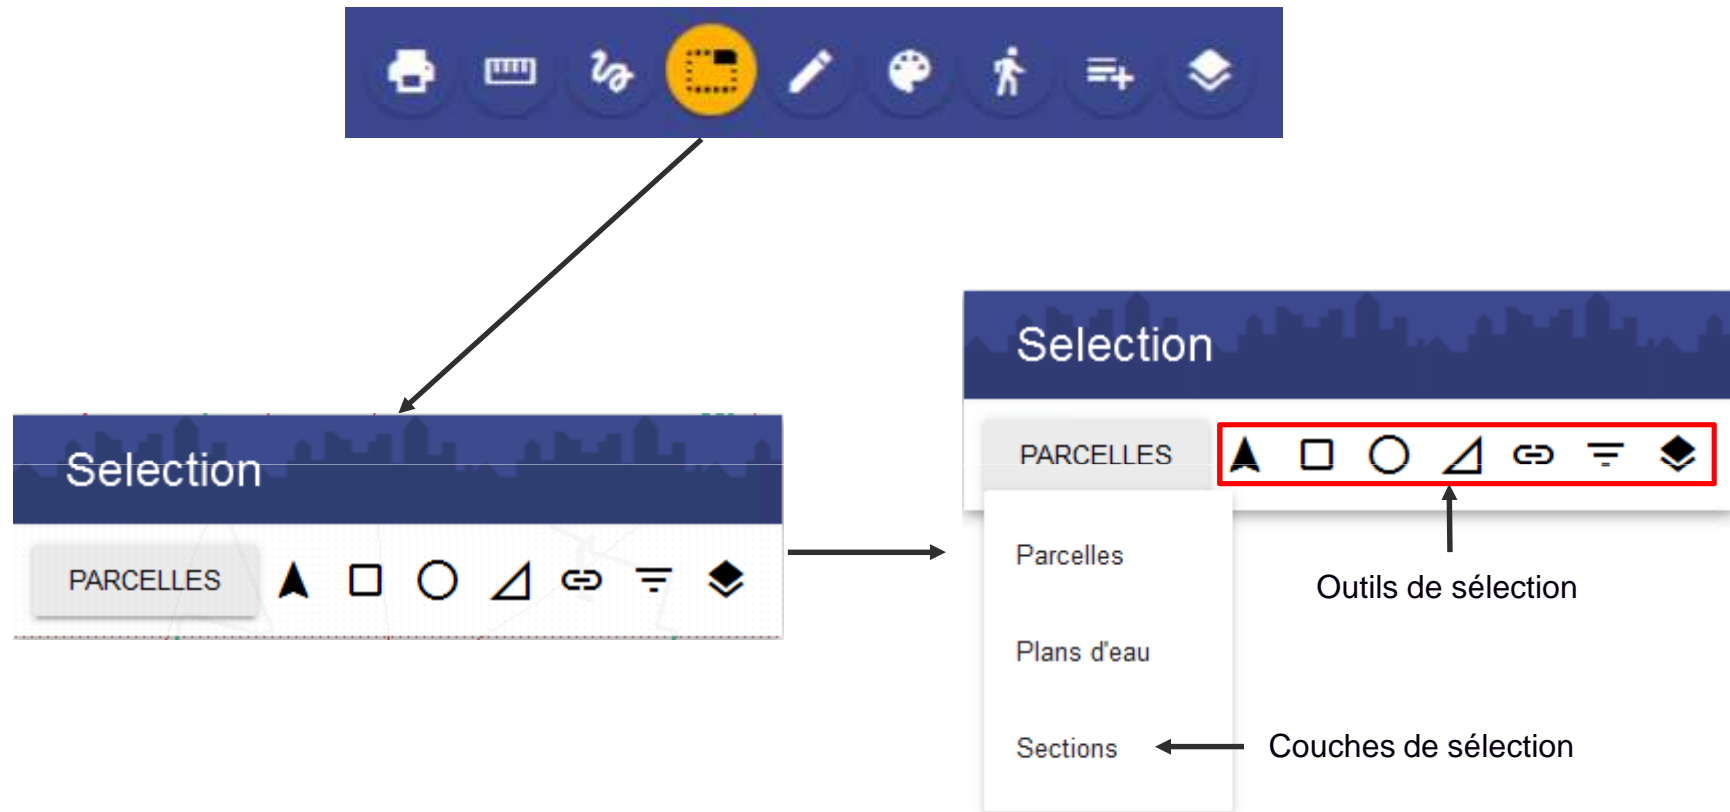 Selection
PARCELLES
Selection
PARCELLES
Parcelles
Plans d'eau
Sections
Outils de sélection
Couches de sélection